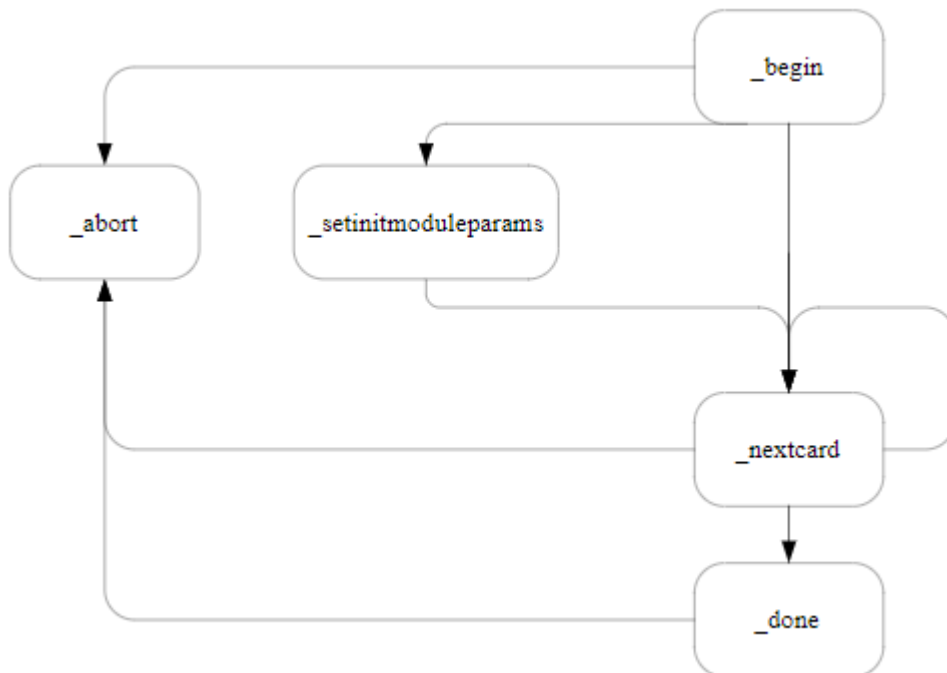 _begin
_abort
_setinitmoduleparams
_nextcard
_done